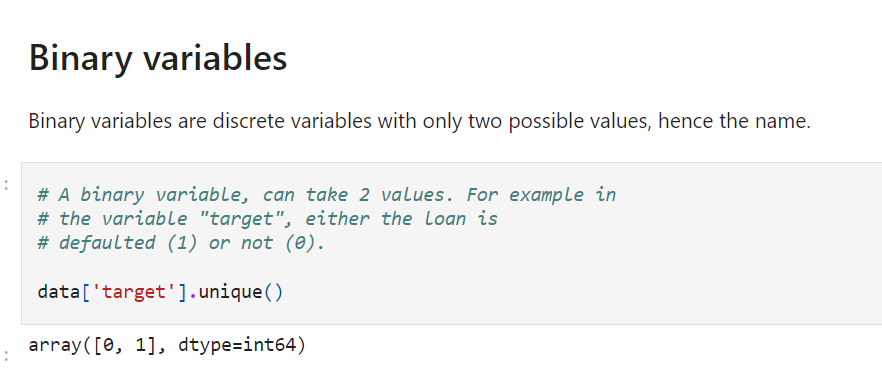 Binary variables
Binary variables are discrete variables with only two possible values, hence the name.
:
# A binary variable, can take 2 values. For example in
# the variable "target", either the loan is
# defaulted (1) or not (0).
data['target'].unique()
array([0, 1], dtype=int64)
: